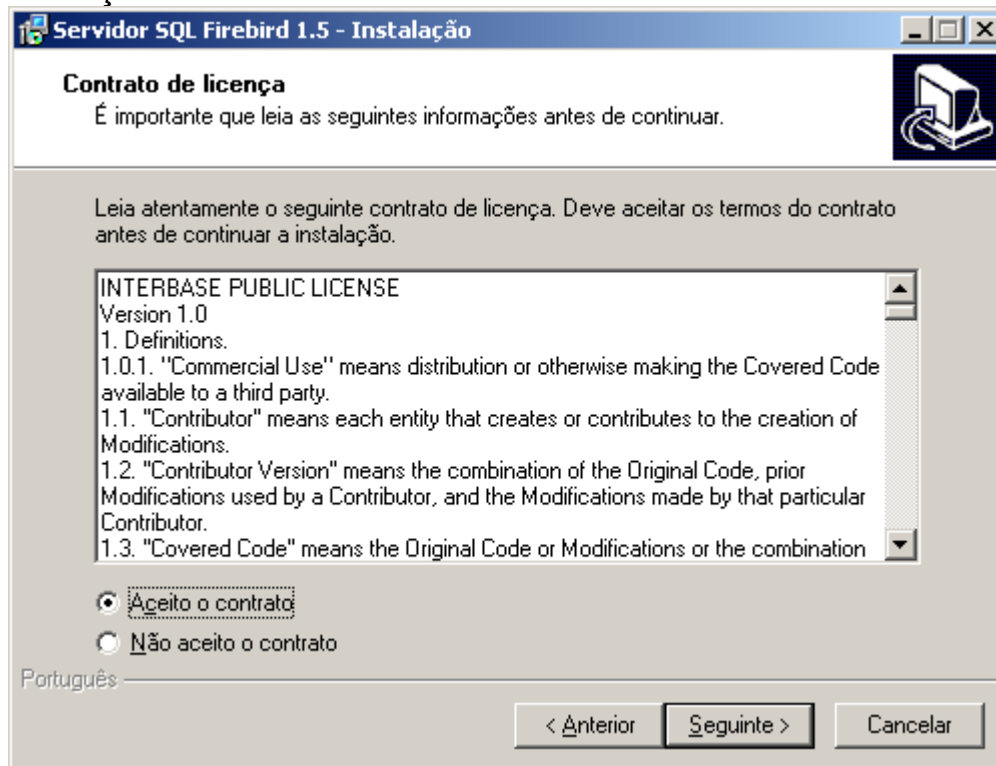 Servidor SQL Firebird 1.5 - Instalação
Contrato de licença
É importante que leia as seguintes informações antes de continuar.
Leia atentamente o seguinte contrato de licença. Deve aceitar os termos do contrato
antes de continuar a instalação.
INTERBASE PUBLIC LICENSE
Version 1.0
1. Definitions.
1.0.1. "Commercial Use" means distribution or otherwise making the Covered Code
available to a third party.
1.1. "Contributor" means each entity that creates or contributes to the creation of
Modifications.
1.2. "Contributor Version" means the combination of the Original Code, prior
Modifications used by a Contributor, and the Modifications made by that particular
Contributor.
1.3. "Covered Code" means the Original Code or Modifications or the combination
Aceito o contrato
Não aceito o contrato
Português
< Anterior
Seguinte >
Cancelar